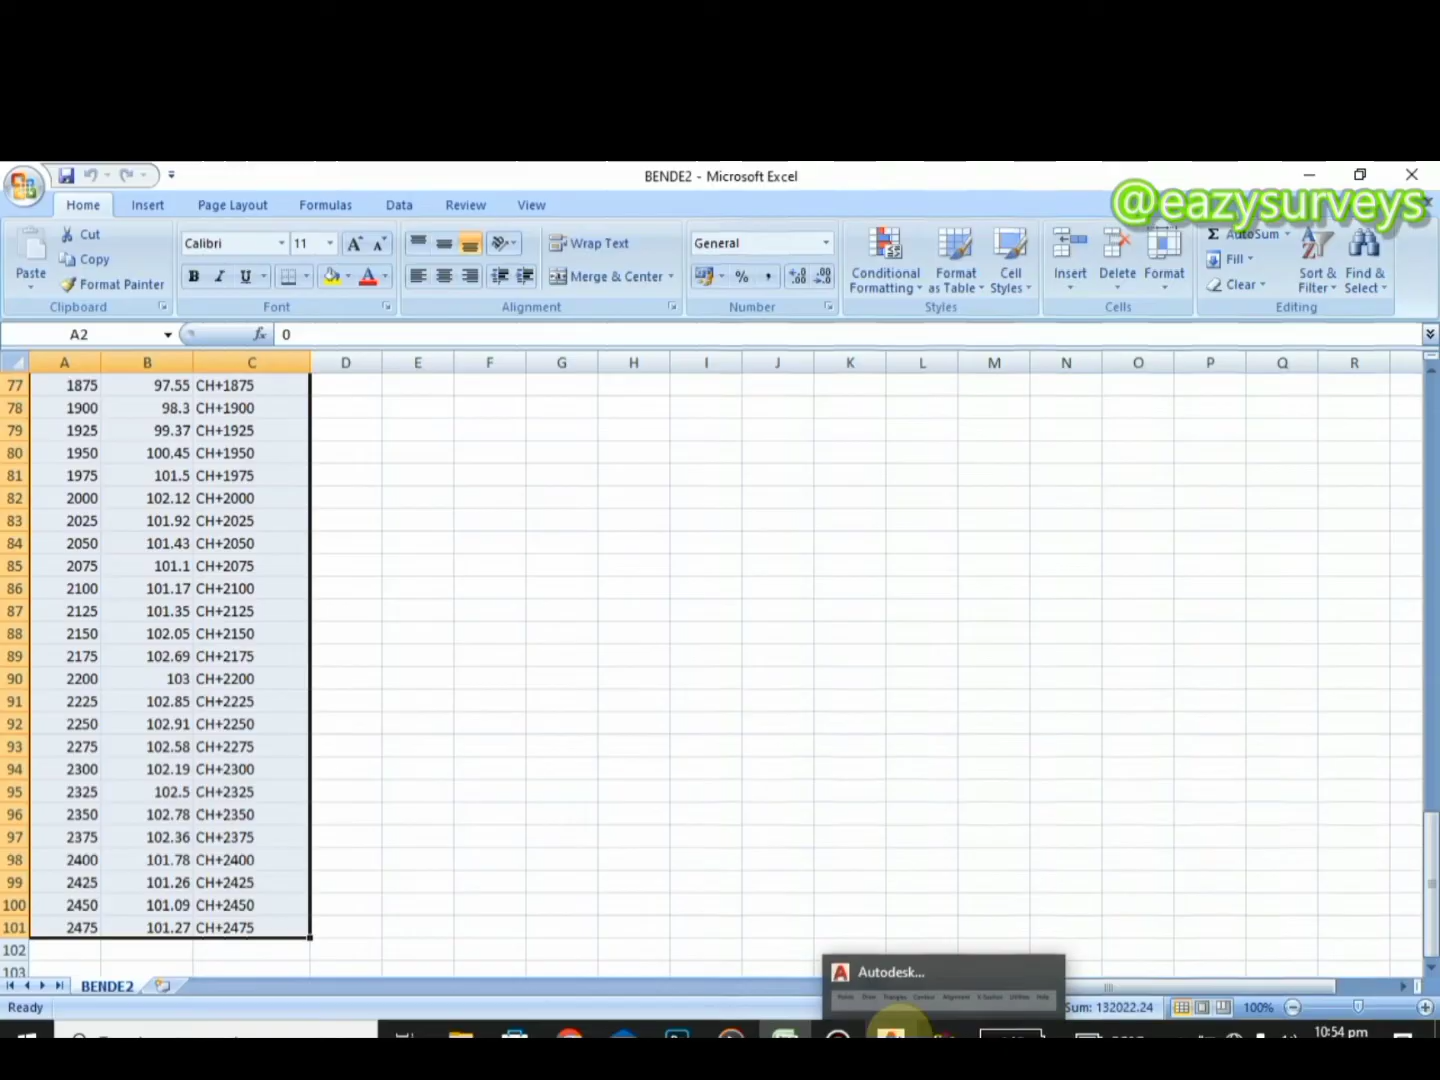 BENDE2 - Microsoft Excel
@eazysurveys
Home Insert Page Layout Formulas Data Review View
Paste
Cut
Copy
Format Painter
Clipboard
Calibri 11
B I U
Font
Wrap Text
Merge & Center
Alignment
General
% ,
Number
Conditional Formatting
Format as Table
Cell Styles
Styles
Insert Delete Format
Cells
Σ AutoSum
Fill
Clear
Sort & Filter
Find & Select
Editing
A2 fx 0
A B C D E F G H I J K L M N O P Q R
77 1875 97.55 CH+1875
78 1900 98.3 CH+1900
79 1925 99.37 CH+1925
80 1950 100.45 CH+1950
81 1975 101.5 CH+1975
82 2000 102.12 CH+2000
83 2025 101.92 CH+2025
84 2050 101.43 CH+2050
85 2075 101.1 CH+2075
86 2100 101.17 CH+2100
87 2125 101.35 CH+2125
88 2150 102.05 CH+2150
89 2175 102.69 CH+2175
90 2200 103 CH+2200
91 2225 102.85 CH+2225
92 2250 102.91 CH+2250
93 2275 102.58 CH+2275
94 2300 102.19 CH+2300
95 2325 102.5 CH+2325
96 2350 102.78 CH+2350
97 2375 102.36 CH+2375
98 2400 101.78 CH+2400
99 2425 101.26 CH+2425
100 2450 101.09 CH+2450
101 2475 101.27 CH+2475
102
103
Autodesk...
BENDE2
Ready
Sum: 132022.24 100%
10:54 pm